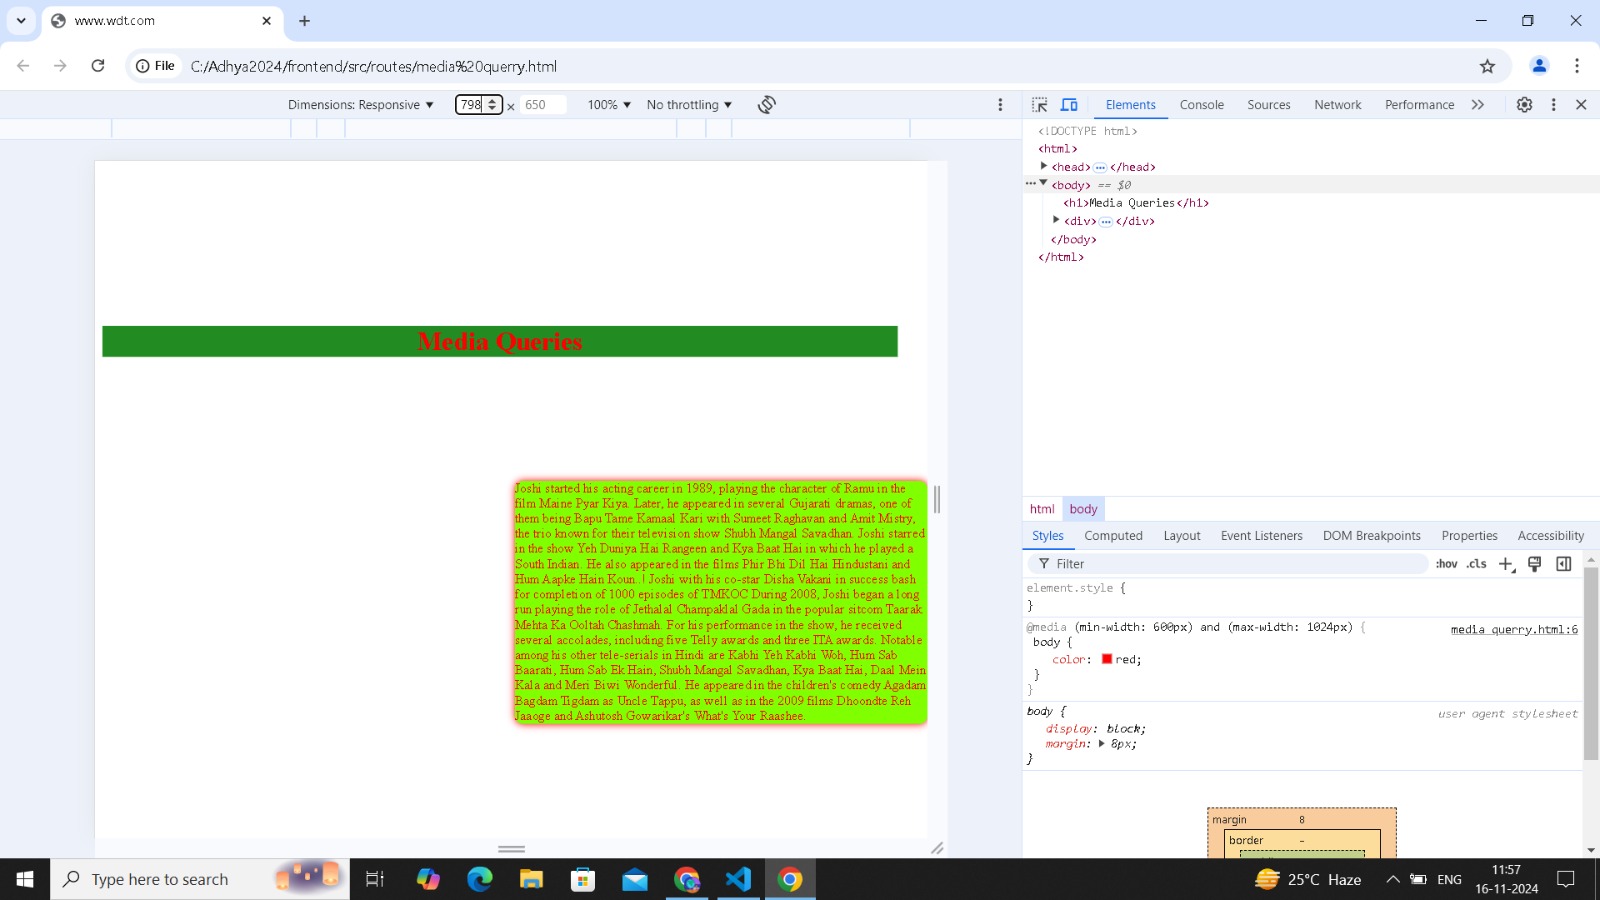 www.wdt.com
File
C:/Adhya2024/frontend/src/routes/media%20querry.html
Dimensions: Responsive
798 × 650
100%
No throttling
Elements
Console
Sources
Network
Performance
<!DOCTYPE html>
<html>
<head> </head>
<body> == $0
<h1>Media Queries</h1>
<div> </div>
</body>
</html>
Media Queries
Joshi started his acting career in 1989, playing the character of Ramu in the
film Maine Pyar Kiya. Later, he appeared in several Gujarati dramas, one of
them being Bapu Tame Kamaal Kari with Sumeet Raghavan and Amit Mistry,
the trio known for their television show Shubh Mangal Savadhan. Joshi starred
in the show Yeh Duniya Hai Rangeen and Kya Baat Hai in which he played a
South Indian. He also appeared in the films Phir Bhi Dil Hai Hindustani and
Hum Aapke Hain Koun..! Joshi with his co-star Disha Vakani in success bash
for completion of 1000 episodes of TMKOC During 2008, Joshi began a long
run playing the role of Jethalal Champaklal Gada in the popular sitcom Taarak
Mehta Ka Ooltah Chashmah. For his performance in the show, he received
several accolades, including five Telly awards and three ITA awards. Notable
among his other tele-serials in Hindi are Kabhi Yeh Kabhi Woh, Hum Sab
Baarati, Hum Sab Ek Hain, Shubh Mangal Savadhan, Kya Baat Hai, Daal Mein
Kala and Meri Biwi Wonderful. He appeared in the children's comedy Agadam
Bagdam Tigdam as Uncle Tappu, as well as in the 2009 films Dhoondte Reh
Jaaoge and Ashutosh Gowarikar's What's Your Raashee.
html
body
Styles
Computed
Layout
Event Listeners
DOM Breakpoints
Properties
Accessibility
Filter
:hov
.cls
element.style {
}
@media (min-width: 600px) and (max-width: 1024px) {
media querry.html:6
body {
color: red;
}
}
body {
user agent stylesheet
display: block;
margin: 8px;
}
margin
8
border
-
Type here to search
25°C Haze
ENG
11:57
16-11-2024